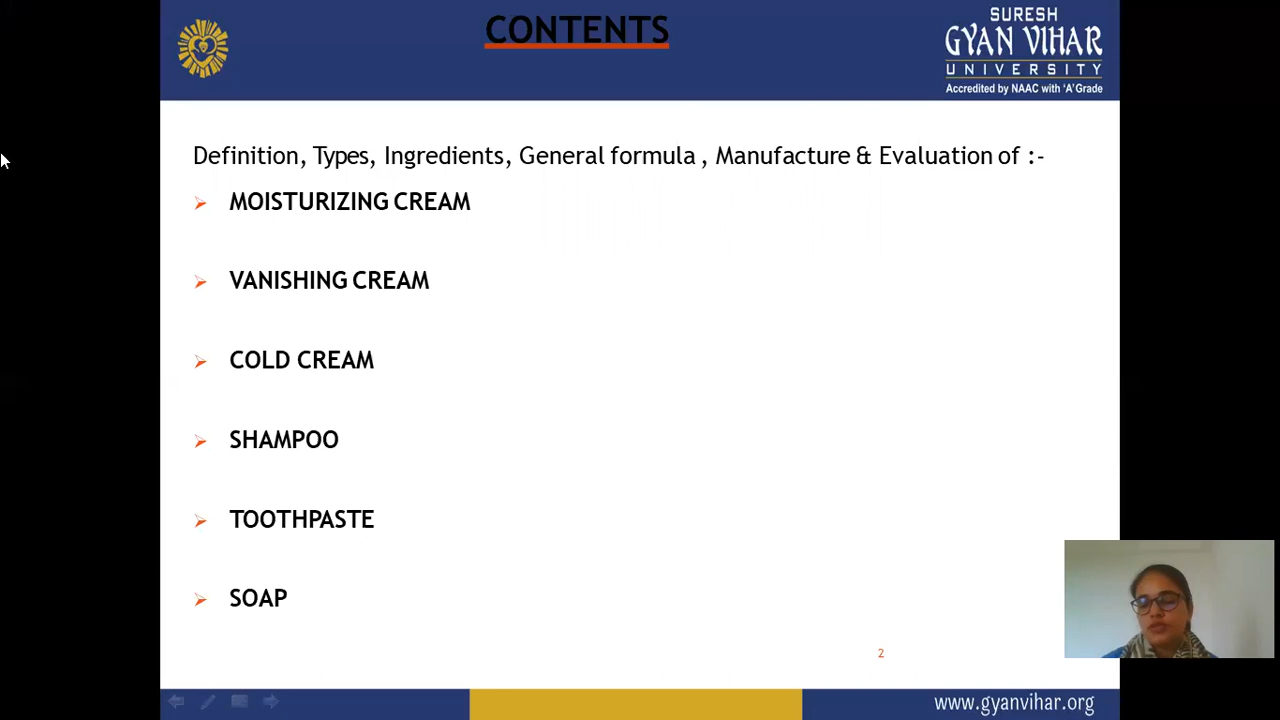 CONTENTS
SURESH
GYAN VIHAR
UNIVERSITY
Accredited by NAAC with 'A' Grade
Definition, Types, Ingredients, General formula , Manufacture & Evaluation of :-
MOISTURIZING CREAM
VANISHING CREAM
COLD CREAM
SHAMPOO
TOOTHPASTE
SOAP
2
www.gyanvihar.org